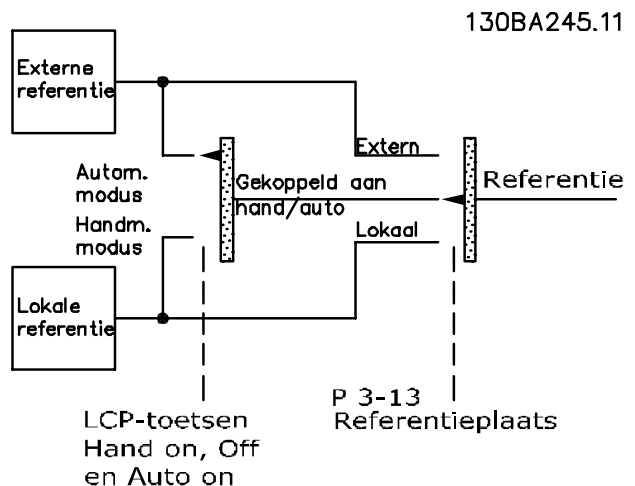 130BA245.11
Externe
referentie
Extern
Autom.
modus
Gekoppeld aan
hand/auto
Referentie
Handm.
modus
Lokaal
Lokale
referentie
P 3-13
Referentieplaats
LCP-toetsen
Hand on, Off
en Auto on